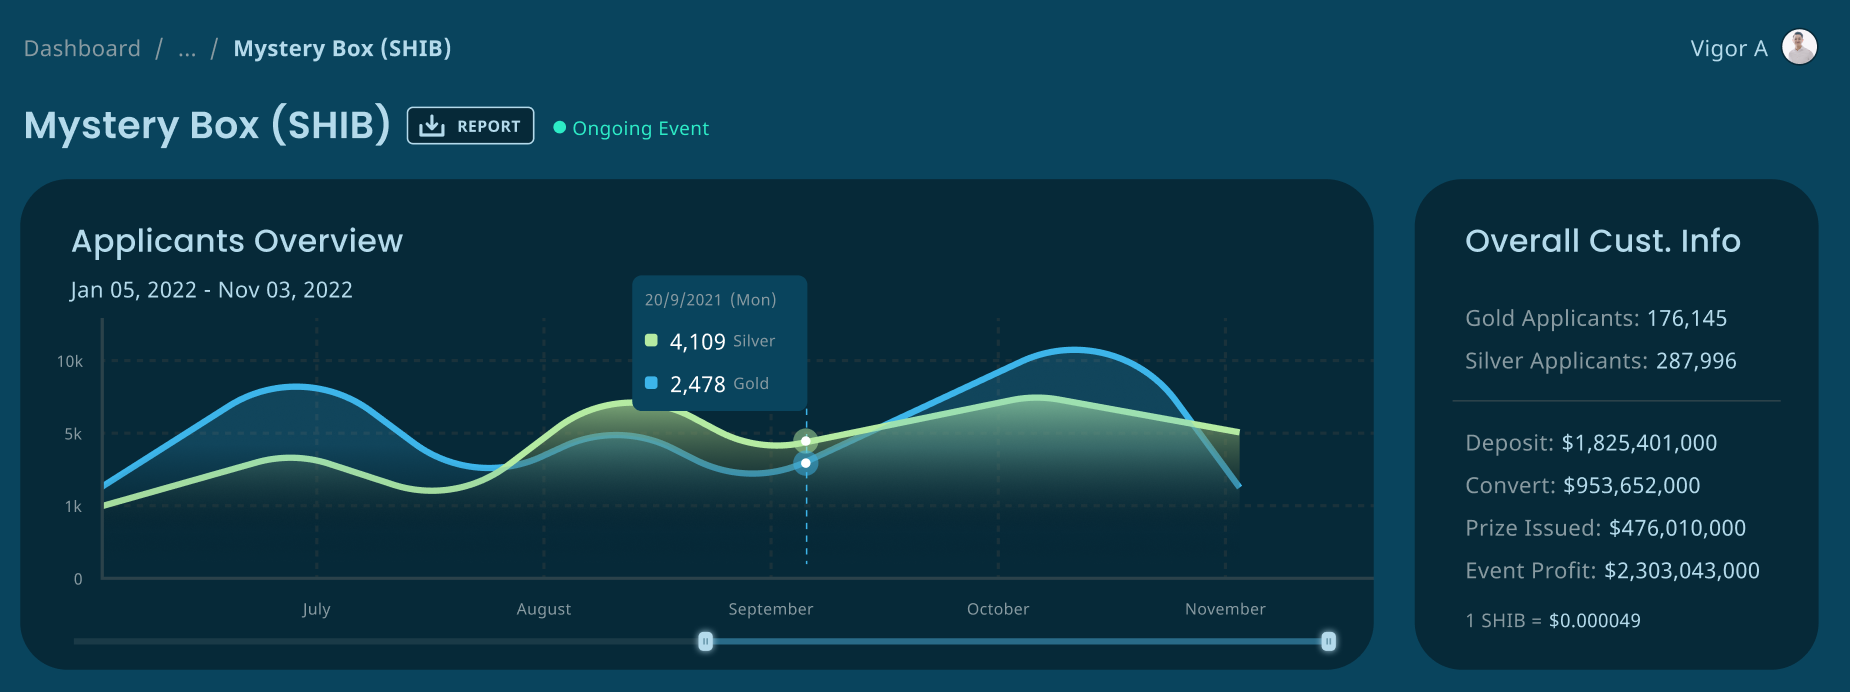 Dashboard / ... / Mystery Box (SHIB)
Vigor A
Mystery Box (SHIB)
REPORT
Ongoing Event
Applicants Overview
Jan 05, 2022 - Nov 03, 2022
20/9/2021 (Mon)
4,109 Silver
2,478 Gold
10k
5k
1k
0
July August September October November
Overall Cust. Info
Gold Applicants: 176,145
Silver Applicants: 287,996
Deposit: $1,825,401,000
Convert: $953,652,000
Prize Issued: $476,010,000
Event Profit: $2,303,043,000
1 SHIB = $0.000049